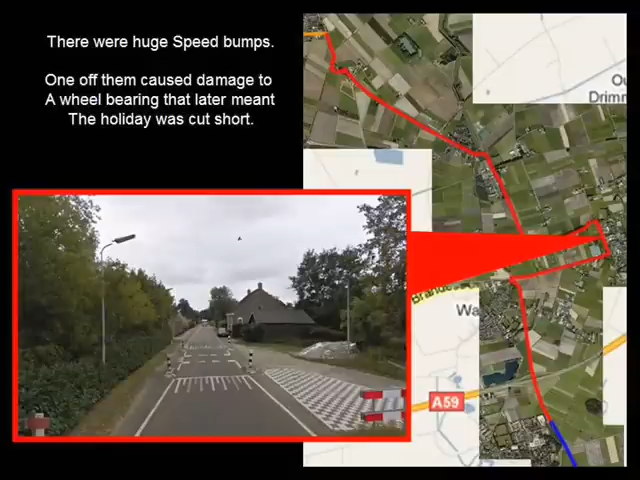 There were huge Speed bumps.
One off them caused damage to
A wheel bearing that later meant
The holiday was cut short.
Drimm
A59